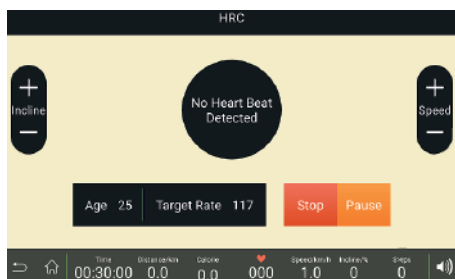 HRC
+
Incline
−
No Heart Beat
Detected
+
Speed
−
Age 25 Target Rate 117
Stop Pause
Time Distance/km Calorie Speed/km/h Incline/% Steps
00:30:00 0.0 0.0 000 1.0 0 0